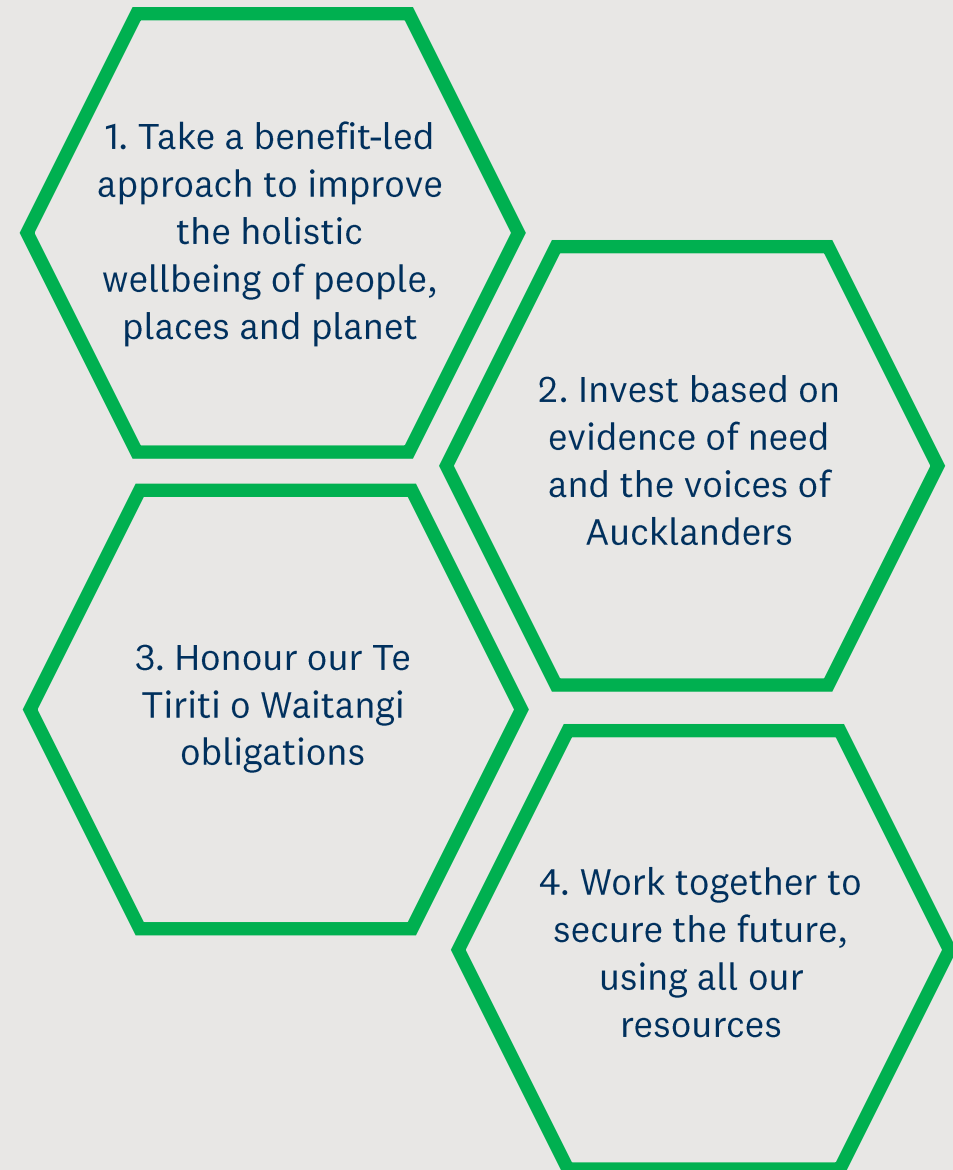 1. Take a benefit-led
approach to improve
the holistic
wellbeing of people,
places and planet
2. Invest based on
evidence of need
and the voices of
Aucklanders
3. Honour our Te
Tiriti o Waitangi
obligations
4. Work together to
secure the future,
using all our
resources